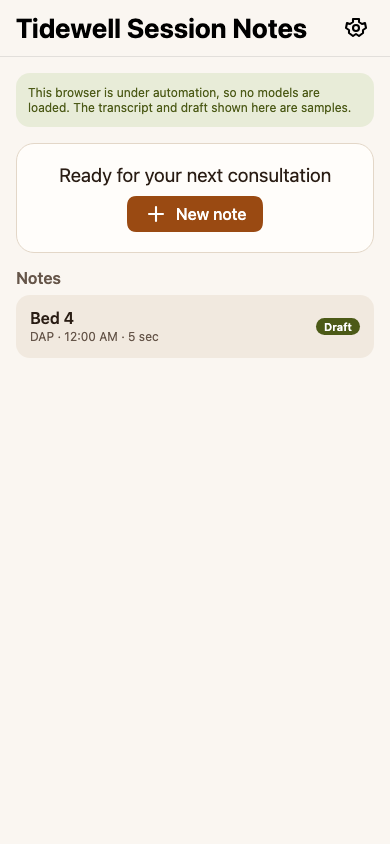 Tidewell Session Notes
This browser is under automation, so no models are
loaded. The transcript and draft shown here are samples.
Ready for your next consultation
New note
Notes
Bed 4
DAP · 12:00 AM · 5 sec
Draft